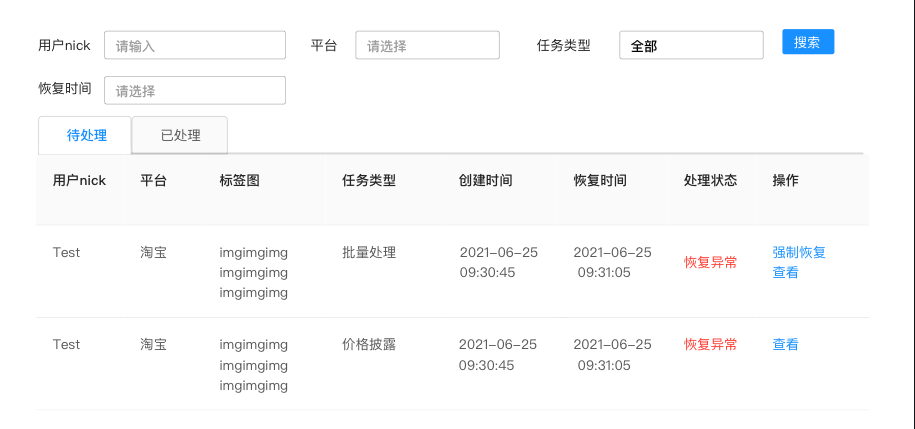 用户nick 请输入 平台 请选择 任务类型 全部 搜索
恢复时间 请选择
待处理 已处理
用户nick 平台 标签图 任务类型 创建时间 恢复时间 处理状态 操作
Test 淘宝 imgimgimg 批量处理 2021-06-25 2021-06-25 恢复异常 强制恢复
imgimgimg 09:30:45 09:31:05 查看
imgimgimg
Test 淘宝 imgimgimg 价格披露 2021-06-25 2021-06-25 恢复异常 查看
imgimgimg 09:30:45 09:31:05
imgimgimg